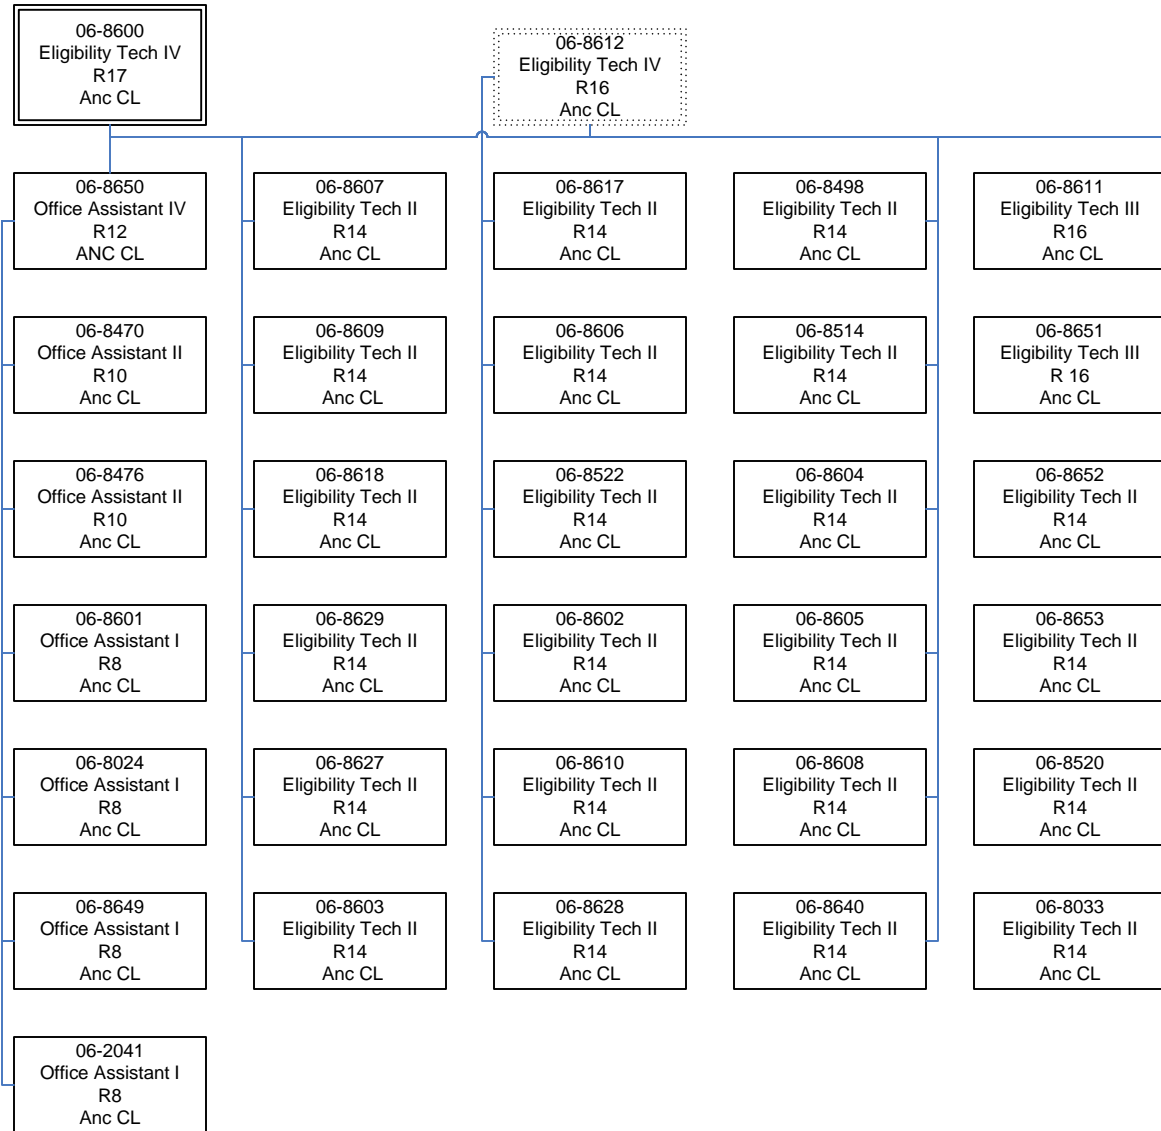 06-8600
Eligibility Tech IV
R17
Anc CL
06-8612
Eligibility Tech IV
R16
Anc CL
06-8650
Office Assistant IV
R12
ANC CL
06-8607
Eligibility Tech II
R14
Anc CL
06-8617
Eligibility Tech II
R14
Anc CL
06-8498
Eligibility Tech II
R14
Anc CL
06-8611
Eligibility Tech III
R16
Anc CL
06-8470
Office Assistant II
R10
Anc CL
06-8609
Eligibility Tech II
R14
Anc CL
06-8606
Eligibility Tech II
R14
Anc CL
06-8514
Eligibility Tech II
R14
Anc CL
06-8651
Eligibility Tech III
R 16
Anc CL
06-8476
Office Assistant II
R10
Anc CL
06-8618
Eligibility Tech II
R14
Anc CL
06-8522
Eligibility Tech II
R14
Anc CL
06-8604
Eligibility Tech II
R14
Anc CL
06-8652
Eligibility Tech II
R14
Anc CL
06-8601
Office Assistant I
R8
Anc CL
06-8629
Eligibility Tech II
R14
Anc CL
06-8602
Eligibility Tech II
R14
Anc CL
06-8605
Eligibility Tech II
R14
Anc CL
06-8653
Eligibility Tech II
R14
Anc CL
06-8024
Office Assistant I
R8
Anc CL
06-8627
Eligibility Tech II
R14
Anc CL
06-8610
Eligibility Tech II
R14
Anc CL
06-8608
Eligibility Tech II
R14
Anc CL
06-8520
Eligibility Tech II
R14
Anc CL
06-8649
Office Assistant I
R8
Anc CL
06-8603
Eligibility Tech II
R14
Anc CL
06-8628
Eligibility Tech II
R14
Anc CL
06-8640
Eligibility Tech II
R14
Anc CL
06-8033
Eligibility Tech II
R14
Anc CL
06-2041
Office Assistant I
R8
Anc CL